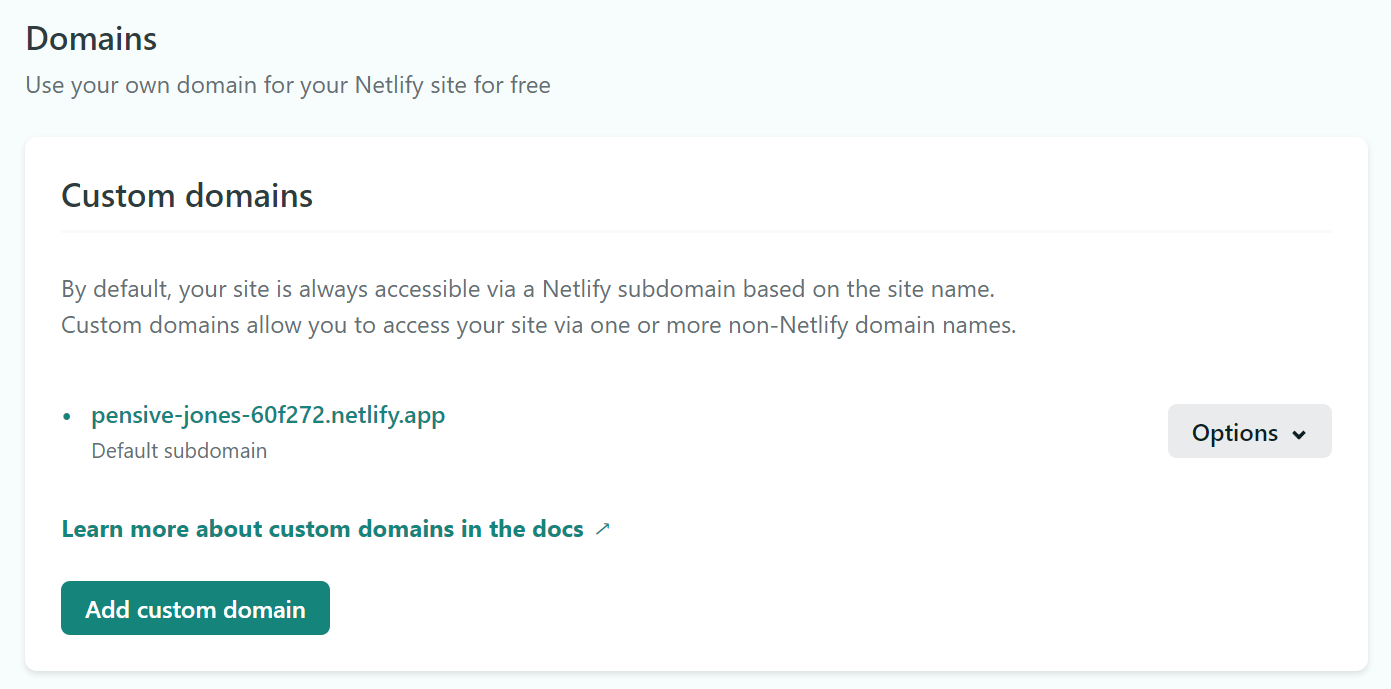 Domains
Use your own domain for your Netlify site for free
Custom domains
By default, your site is always accessible via a Netlify subdomain based on the site name.
Custom domains allow you to access your site via one or more non-Netlify domain names.
• pensive-jones-60f272.netlify.app
Default subdomain
Options
Learn more about custom domains in the docs ↗
Add custom domain